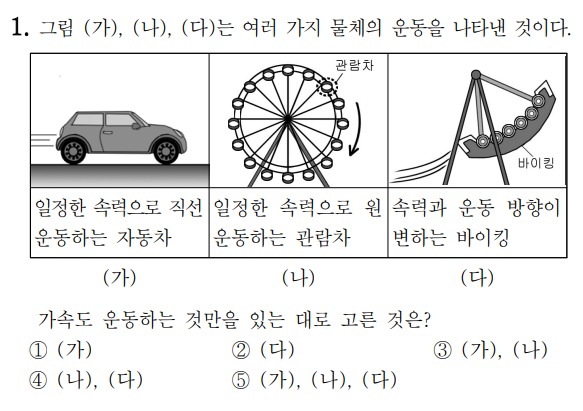 1. 그림 (가), (나), (다)는 여러 가지 물체의 운동을 나타낸 것이다.
관람차
바이킹
일정한 속력으로 직선 운동하는 자동차
일정한 속력으로 원 운동하는 관람차
속력과 운동 방향이 변하는 바이킹
(가)
(나)
(다)
가속도 운동하는 것만을 있는 대로 고른 것은?
① (가) ② (다) ③ (가), (나)
④ (나), (다) ⑤ (가), (나), (다)